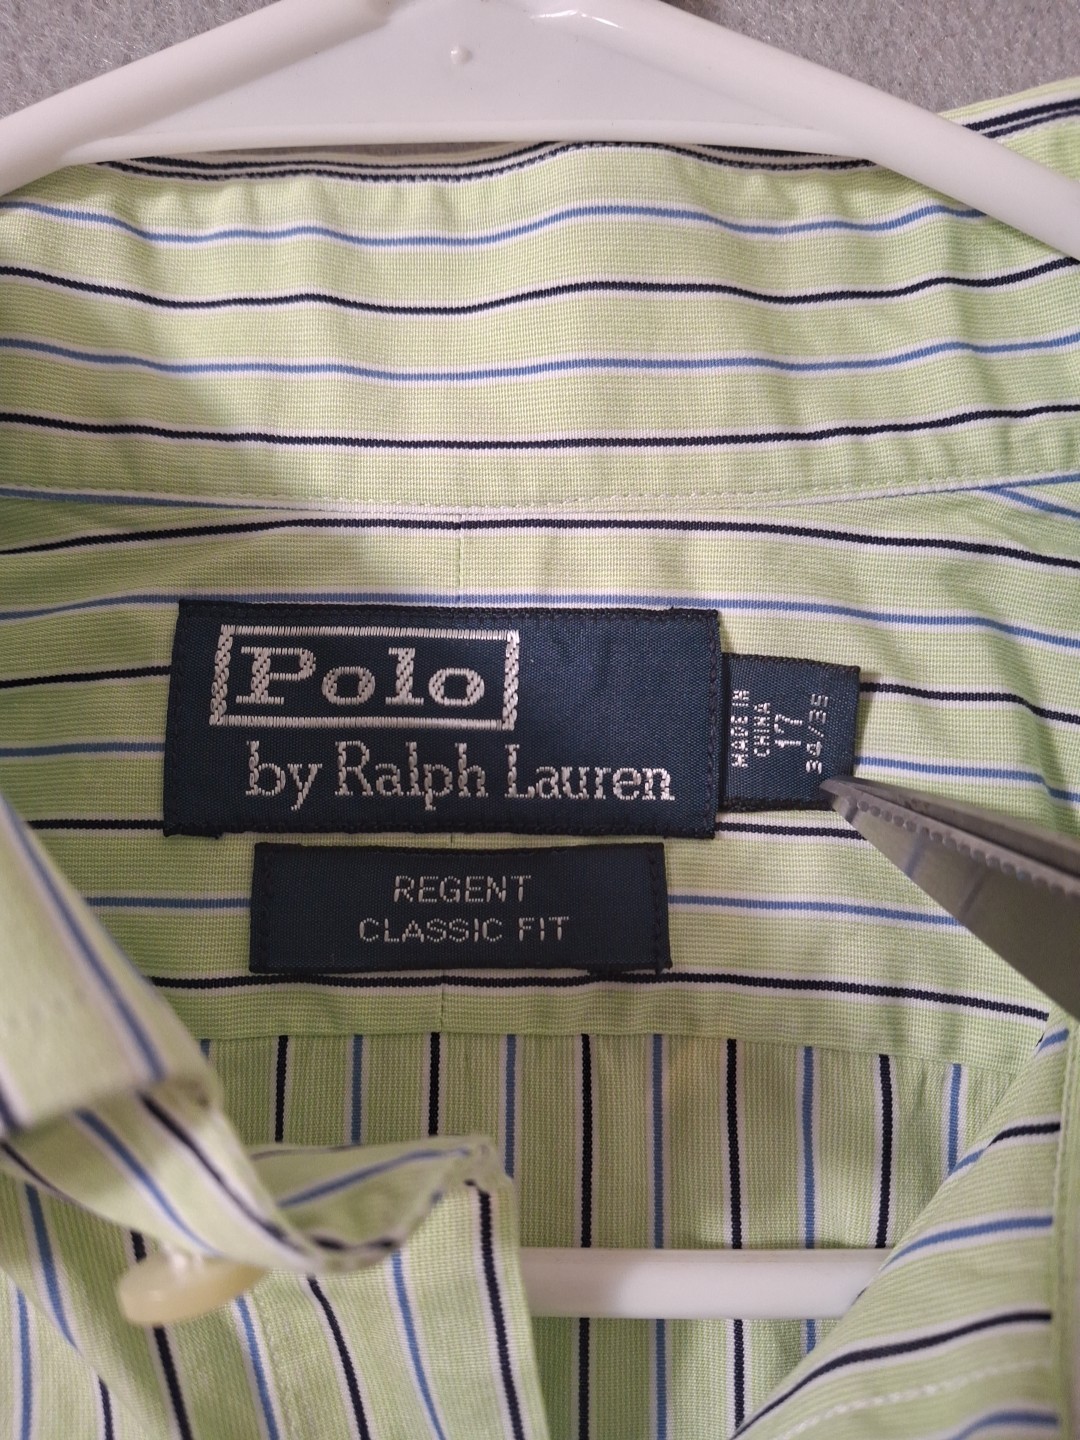 Polo
by Ralph Lauren
MADE IN
CHINA
17
34/35
REGENT
CLASSIC FIT